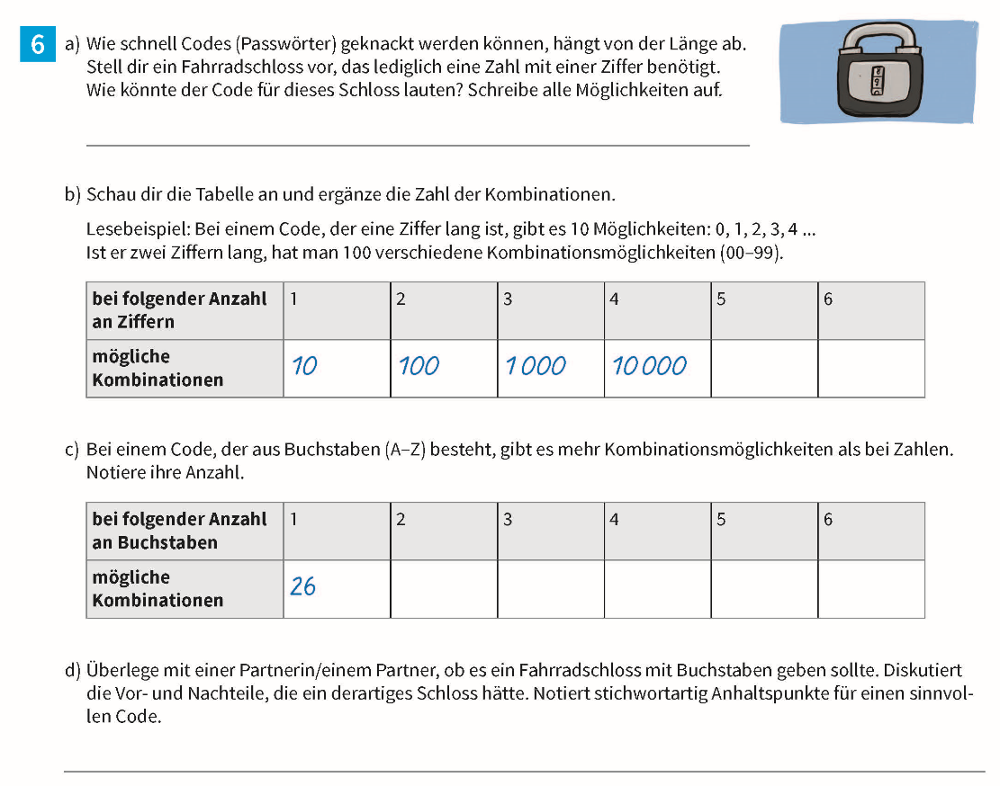 6 a) Wie schnell Codes (Passwörter) geknackt werden können, hängt von der Länge ab.
Stell dir ein Fahrradschloss vor, das lediglich eine Zahl mit einer Ziffer benötigt.
Wie könnte der Code für dieses Schloss lauten? Schreibe alle Möglichkeiten auf.
8
9
0
b) Schau dir die Tabelle an und ergänze die Zahl der Kombinationen.
Lesebeispiel: Bei einem Code, der eine Ziffer lang ist, gibt es 10 Möglichkeiten: 0, 1, 2, 3, 4 ...
Ist er zwei Ziffern lang, hat man 100 verschiedene Kombinationsmöglichkeiten (00–99).
bei folgender Anzahl 1 2 3 4 5 6
an Ziffern
mögliche
Kombinationen 10 100 1 000 10 000
c) Bei einem Code, der aus Buchstaben (A–Z) besteht, gibt es mehr Kombinationsmöglichkeiten als bei Zahlen.
Notiere ihre Anzahl.
bei folgender Anzahl 1 2 3 4 5 6
an Buchstaben
mögliche
Kombinationen 26
d) Überlege mit einer Partnerin/einem Partner, ob es ein Fahrradschloss mit Buchstaben geben sollte. Diskutiert
die Vor- und Nachteile, die ein derartiges Schloss hätte. Notiert stichwortartig Anhaltspunkte für einen sinnvol-
len Code.